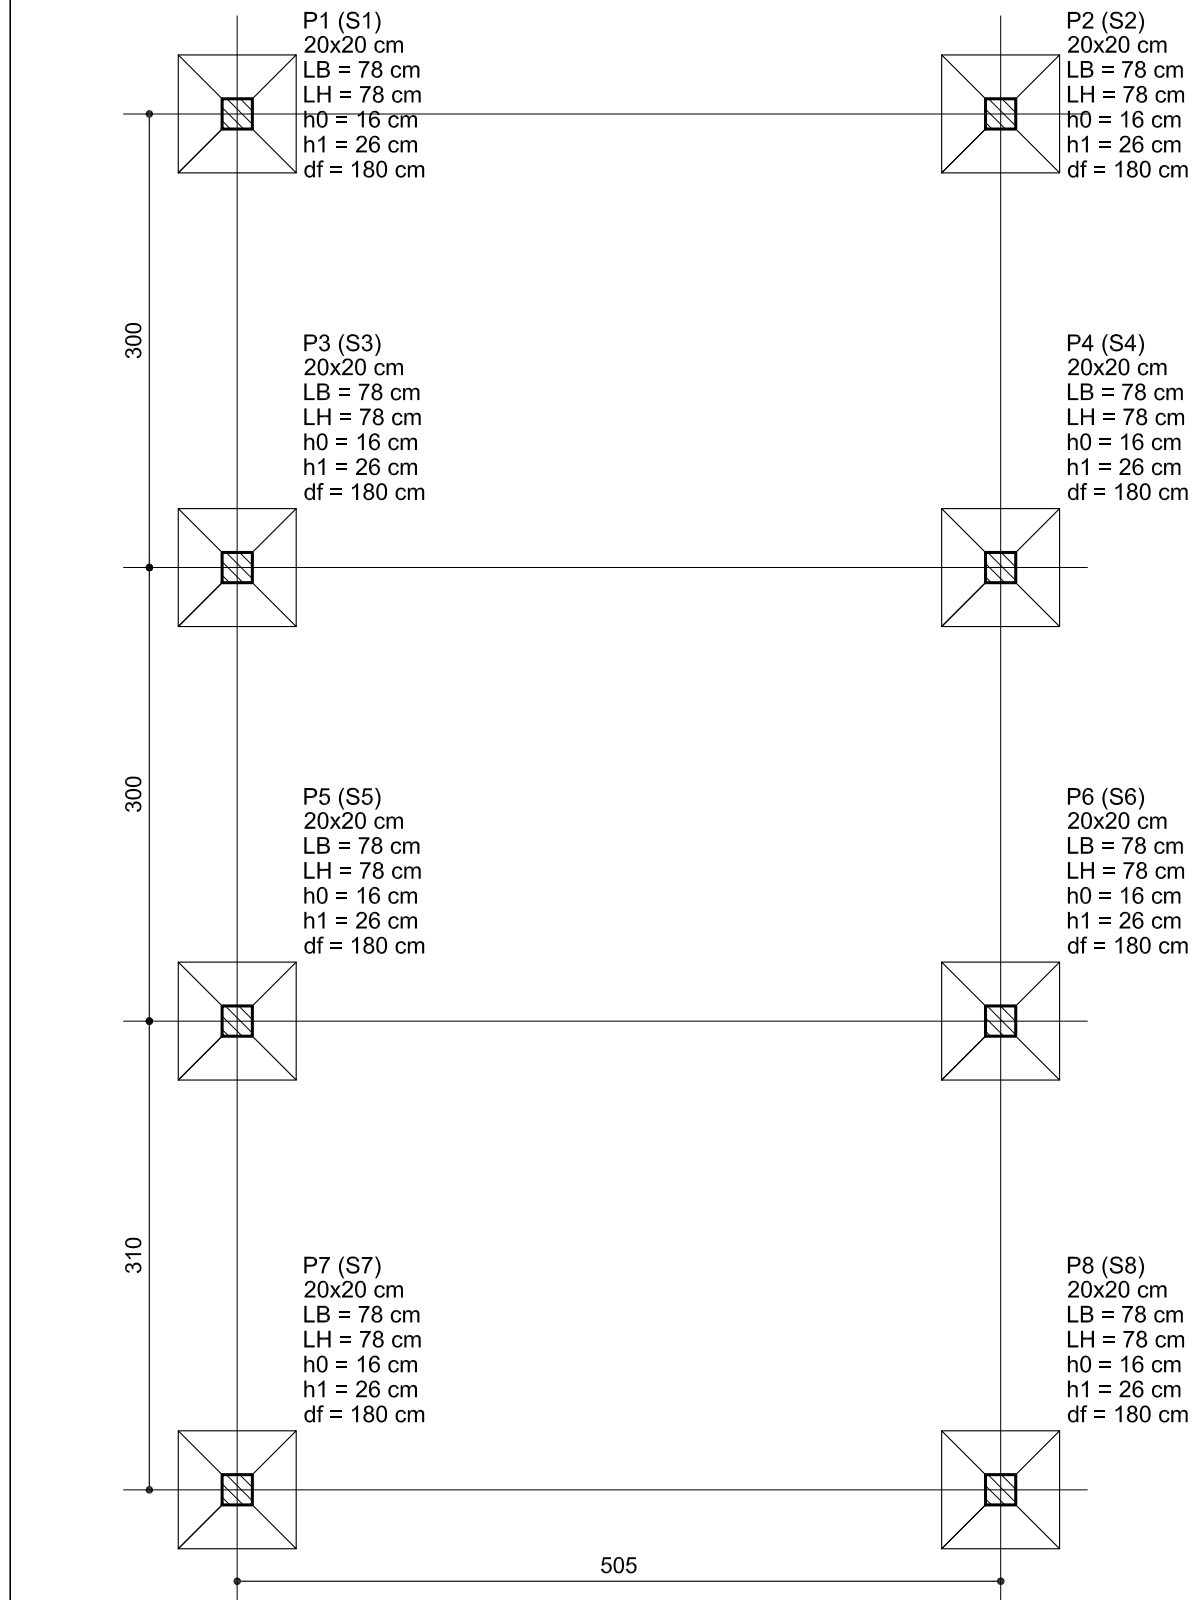 P1 (S1)
20x20 cm
LB = 78 cm
LH = 78 cm
h0 = 16 cm
h1 = 26 cm
df = 180 cm
P2 (S2)
20x20 cm
LB = 78 cm
LH = 78 cm
h0 = 16 cm
h1 = 26 cm
df = 180 cm
300
P3 (S3)
20x20 cm
LB = 78 cm
LH = 78 cm
h0 = 16 cm
h1 = 26 cm
df = 180 cm
P4 (S4)
20x20 cm
LB = 78 cm
LH = 78 cm
h0 = 16 cm
h1 = 26 cm
df = 180 cm
300
P5 (S5)
20x20 cm
LB = 78 cm
LH = 78 cm
h0 = 16 cm
h1 = 26 cm
df = 180 cm
P6 (S6)
20x20 cm
LB = 78 cm
LH = 78 cm
h0 = 16 cm
h1 = 26 cm
df = 180 cm
310
P7 (S7)
20x20 cm
LB = 78 cm
LH = 78 cm
h0 = 16 cm
h1 = 26 cm
df = 180 cm
P8 (S8)
20x20 cm
LB = 78 cm
LH = 78 cm
h0 = 16 cm
h1 = 26 cm
df = 180 cm
505